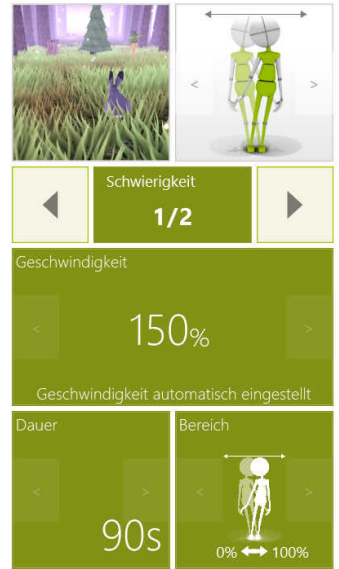 <
>
Schwierigkeit
1/2
Geschwindigkeit
<
150%
>
Geschwindigkeit automatisch eingestellt
Dauer
<
>
90s
Bereich
<
>
0% ↔ 100%